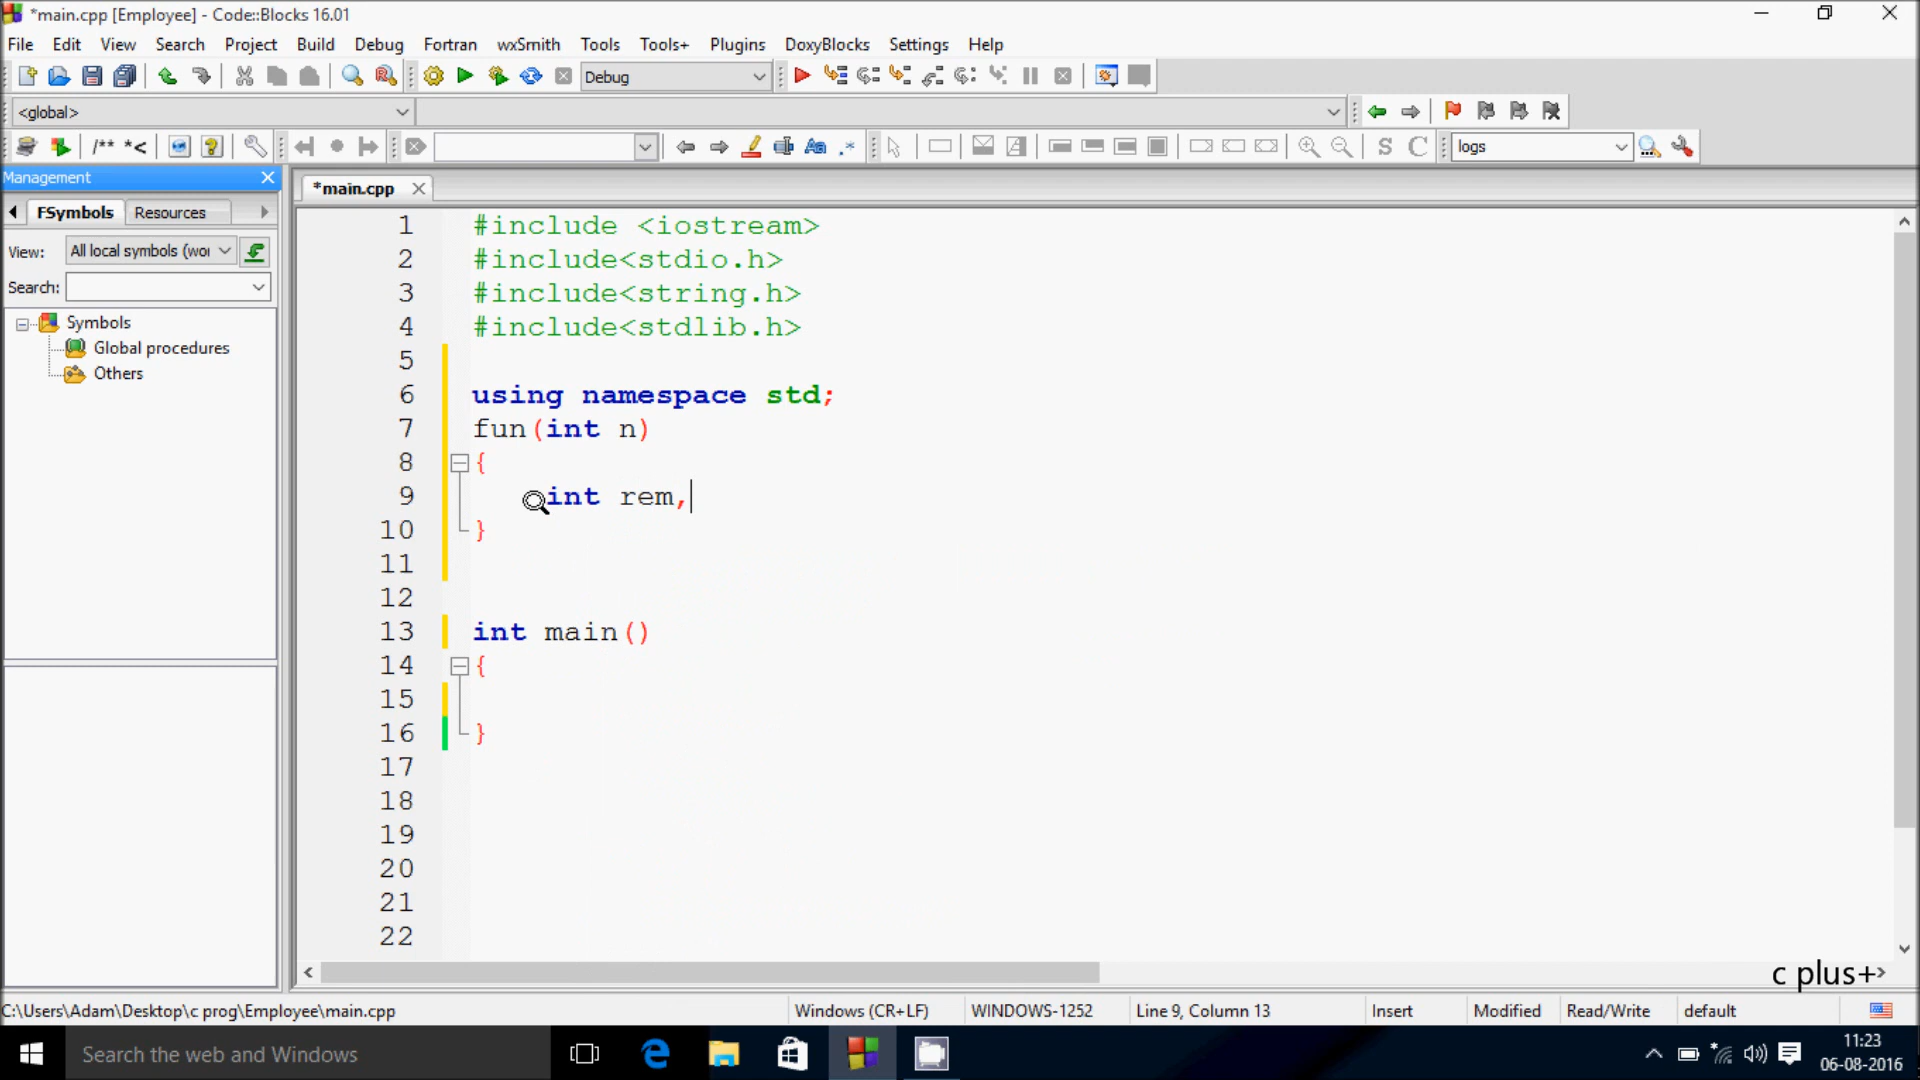 *main.cpp [Employee] - Code::Blocks 16.01
File Edit View Search Project Build Debug Fortran wxSmith Tools Tools+ Plugins DoxyBlocks Settings Help
Debug
<global>
/** *< logs
Management
FSymbols Resources
*main.cpp
View: All local symbols (wor
Search:
Symbols
Global procedures
Others
1 #include <iostream>
2 #include<stdio.h>
3 #include<string.h>
4 #include<stdlib.h>
5
6 using namespace std;
7 fun(int n)
8 {
9 int rem,
10 }
11
12
13 int main()
14 {
15
16 }
17
18
19
20
21
22
c plus+
C:\Users\Adam\Desktop\c prog\Employee\main.cpp Windows (CR+LF) WINDOWS-1252 Line 9, Column 13 Insert Modified Read/Write default
Search the web and Windows
11:23
06-08-2016